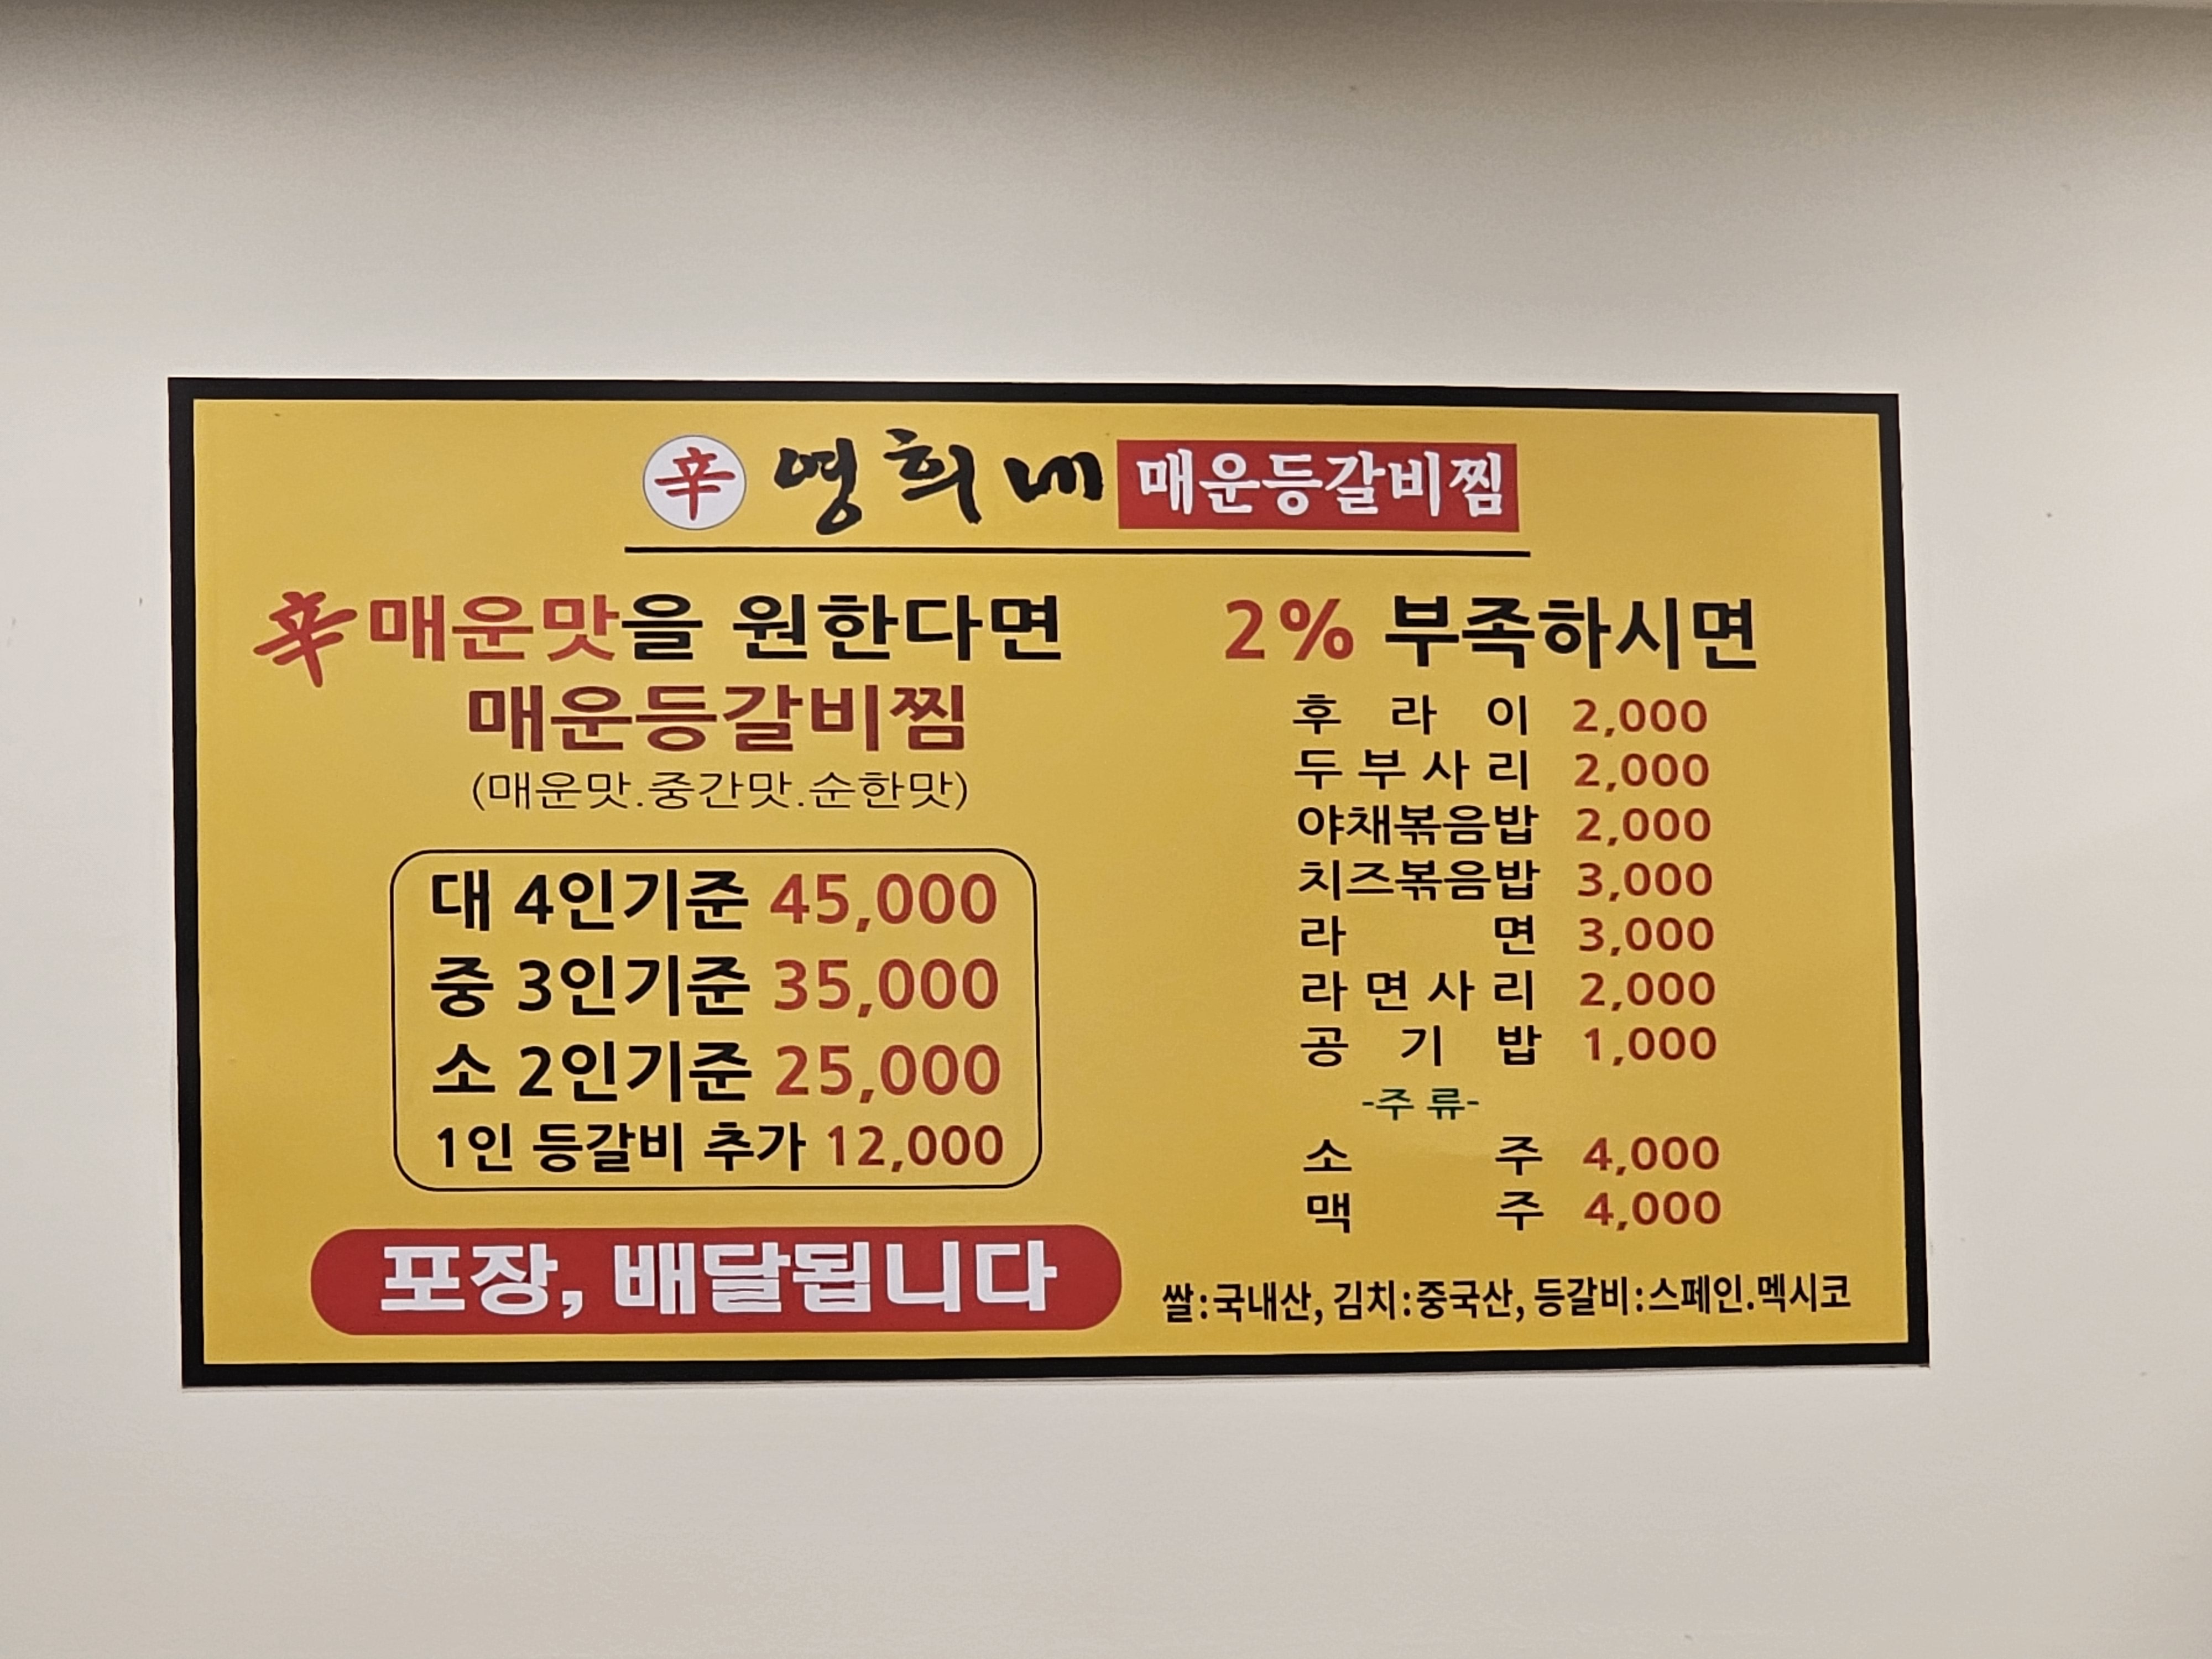 辛 영희네 매운등갈비찜
辛매운맛을 원한다면
매운등갈비찜
(매운맛.중간맛.순한맛)
대 4인기준 45,000
중 3인기준 35,000
소 2인기준 25,000
1인 등갈비 추가 12,000
포장, 배달됩니다
2% 부족하시면
후라이 2,000
두부사리 2,000
야채볶음밥 2,000
치즈볶음밥 3,000
라면 3,000
라면사리 2,000
공기밥 1,000
-주류-
소주 4,000
맥주 4,000
쌀:국내산, 김치:중국산, 등갈비:스페인.멕시코